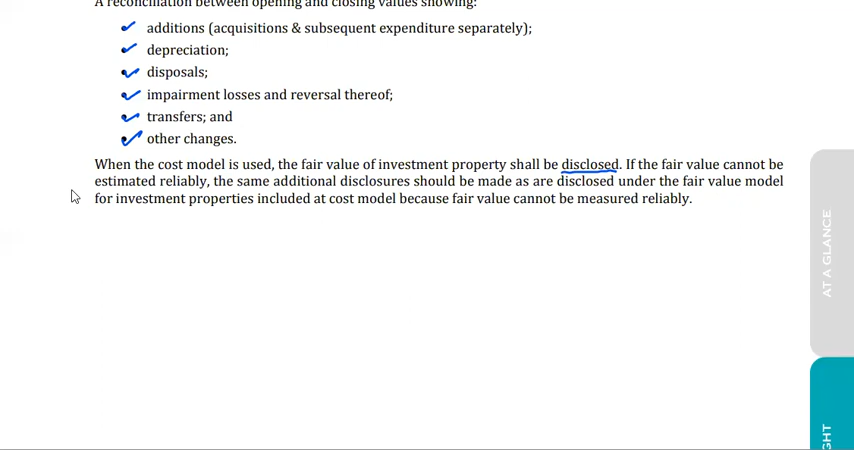 A reconciliation between opening and closing values showing:
additions (acquisitions & subsequent expenditure separately);
depreciation;
disposals;
impairment losses and reversal thereof;
transfers; and
other changes.
When the cost model is used, the fair value of investment property shall be disclosed. If the fair value cannot be
estimated reliably, the same additional disclosures should be made as are disclosed under the fair value model
for investment properties included at cost model because fair value cannot be measured reliably.
AT A GLANCE
GHT